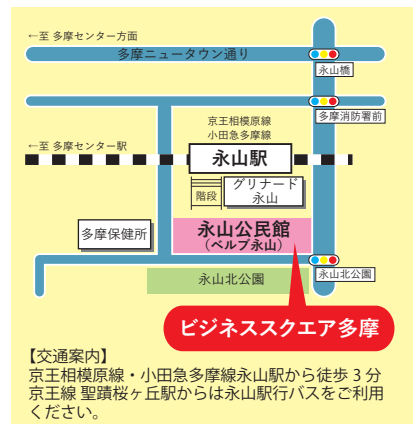 ←至 多摩センター方面
多摩ニュータウン通り
永山橋
多摩消防署前
京王相模原線
小田急多摩線
←至 多摩センター駅
永山駅
階段
グリナード
永山
多摩保健所
永山公民館
（ベルブ永山）
永山北公園
永山北公園
ビジネススクエア多摩
【交通案内】
京王相模原線・小田急多摩線永山駅から徒歩 3 分
京王線 聖蹟桜ヶ丘駅からは永山駅行バスをご利用
ください。